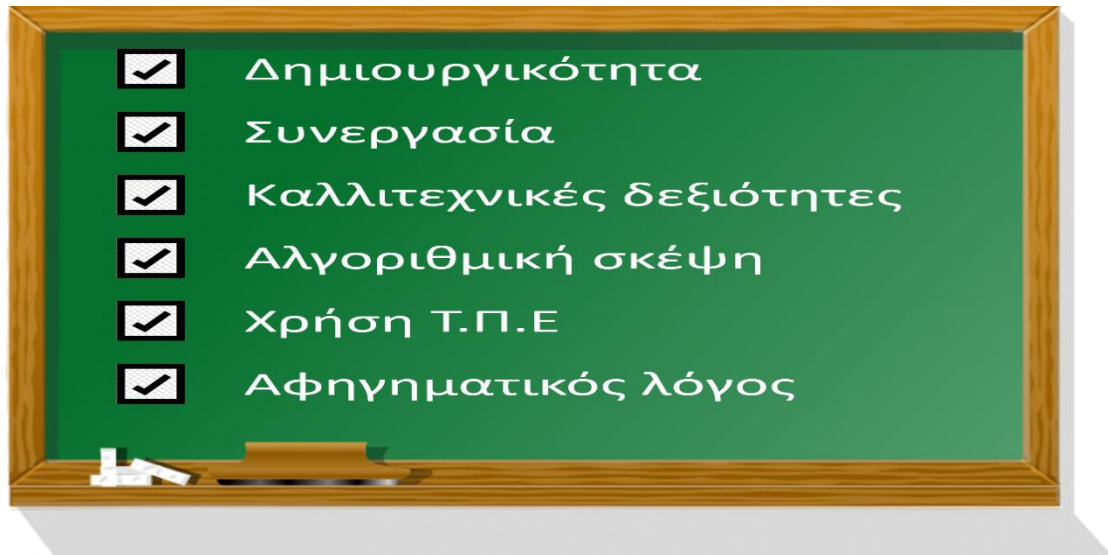 Δημιουργικότητα
Συνεργασία
Καλλιτεχνικές δεξιότητες
Αλγοριθμική σκέψη
Χρήση Τ.Π.Ε
Αφηγηματικός λόγος